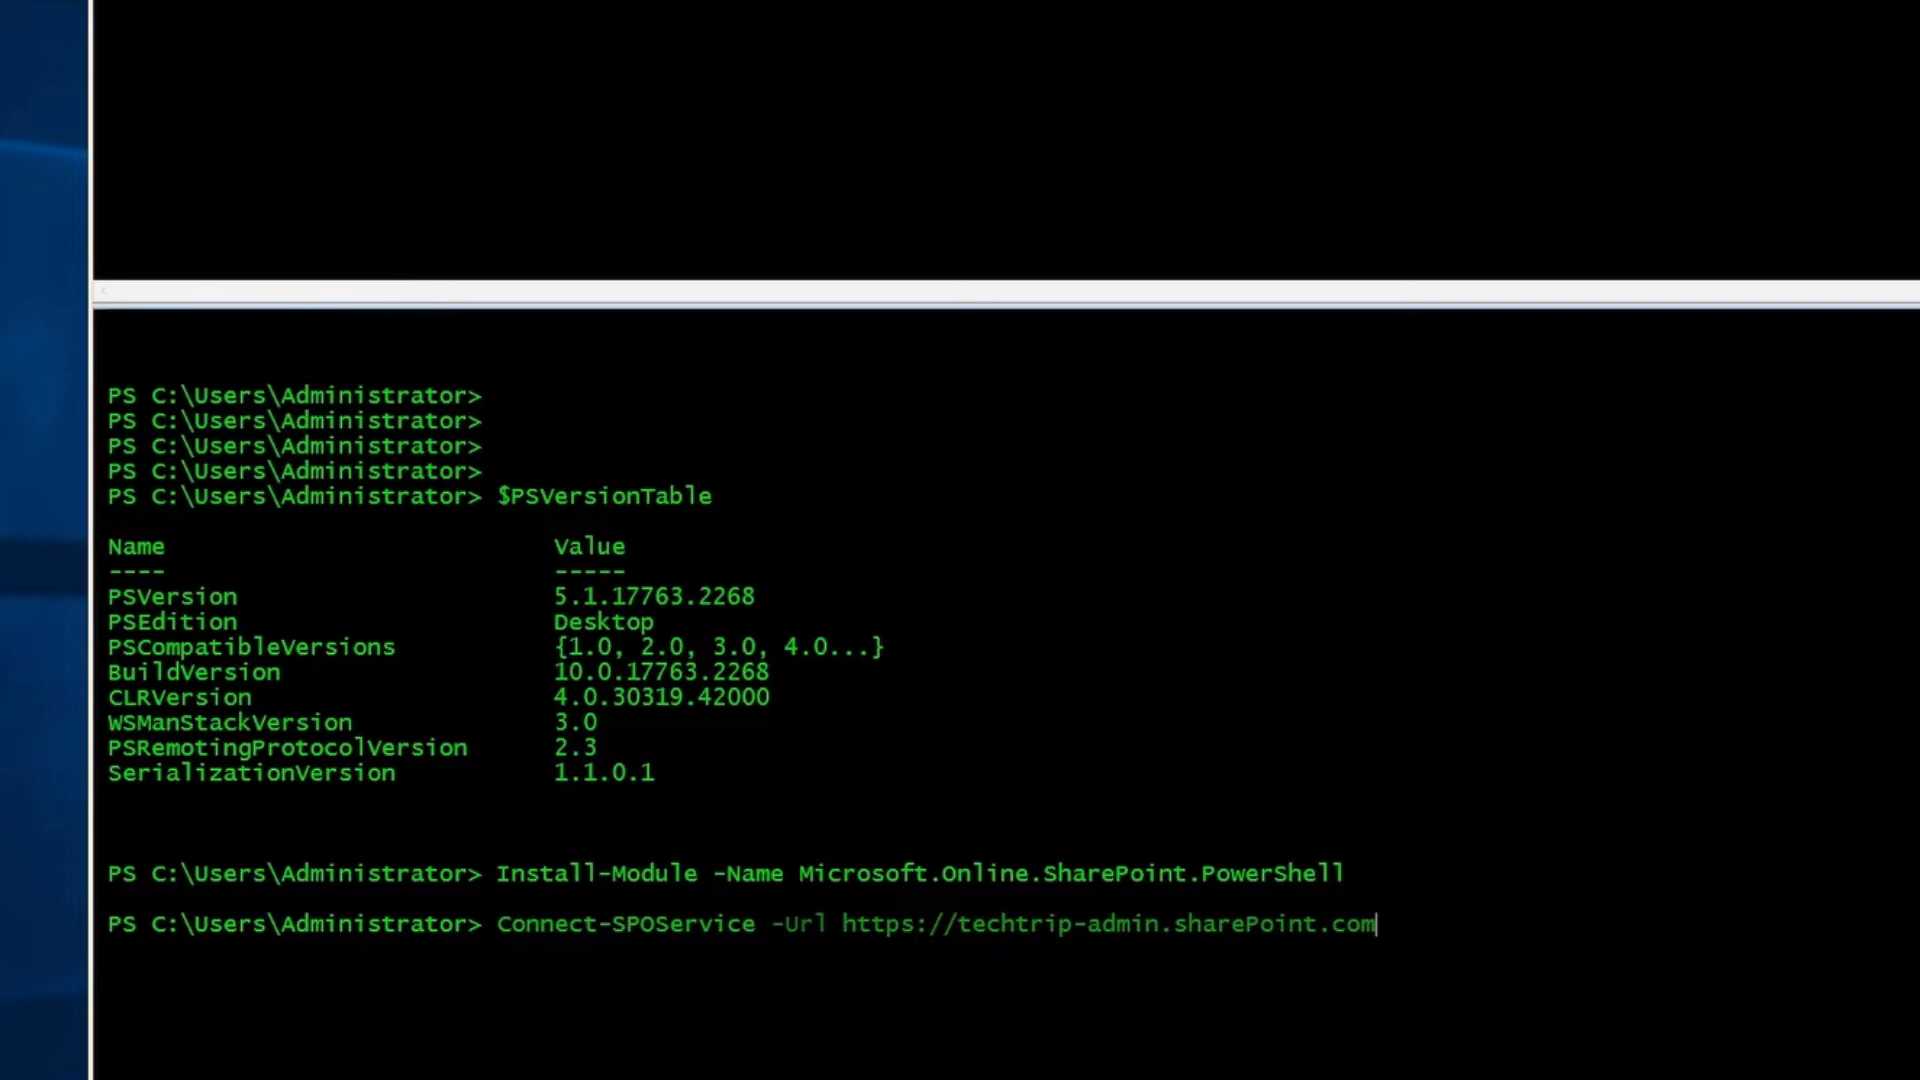 PS C:\Users\Administrator>
PS C:\Users\Administrator>
PS C:\Users\Administrator>
PS C:\Users\Administrator>
PS C:\Users\Administrator> $PSVersionTable
Name Value
---- -----
PSVersion 5.1.17763.2268
PSEdition Desktop
PSCompatibleVersions {1.0, 2.0, 3.0, 4.0...}
BuildVersion 10.0.17763.2268
CLRVersion 4.0.30319.42000
WSManStackVersion 3.0
PSRemotingProtocolVersion 2.3
SerializationVersion 1.1.0.1
PS C:\Users\Administrator> Install-Module -Name Microsoft.Online.SharePoint.PowerShell
PS C:\Users\Administrator> Connect-SPOService -Url https://techtrip-admin.sharePoint.com